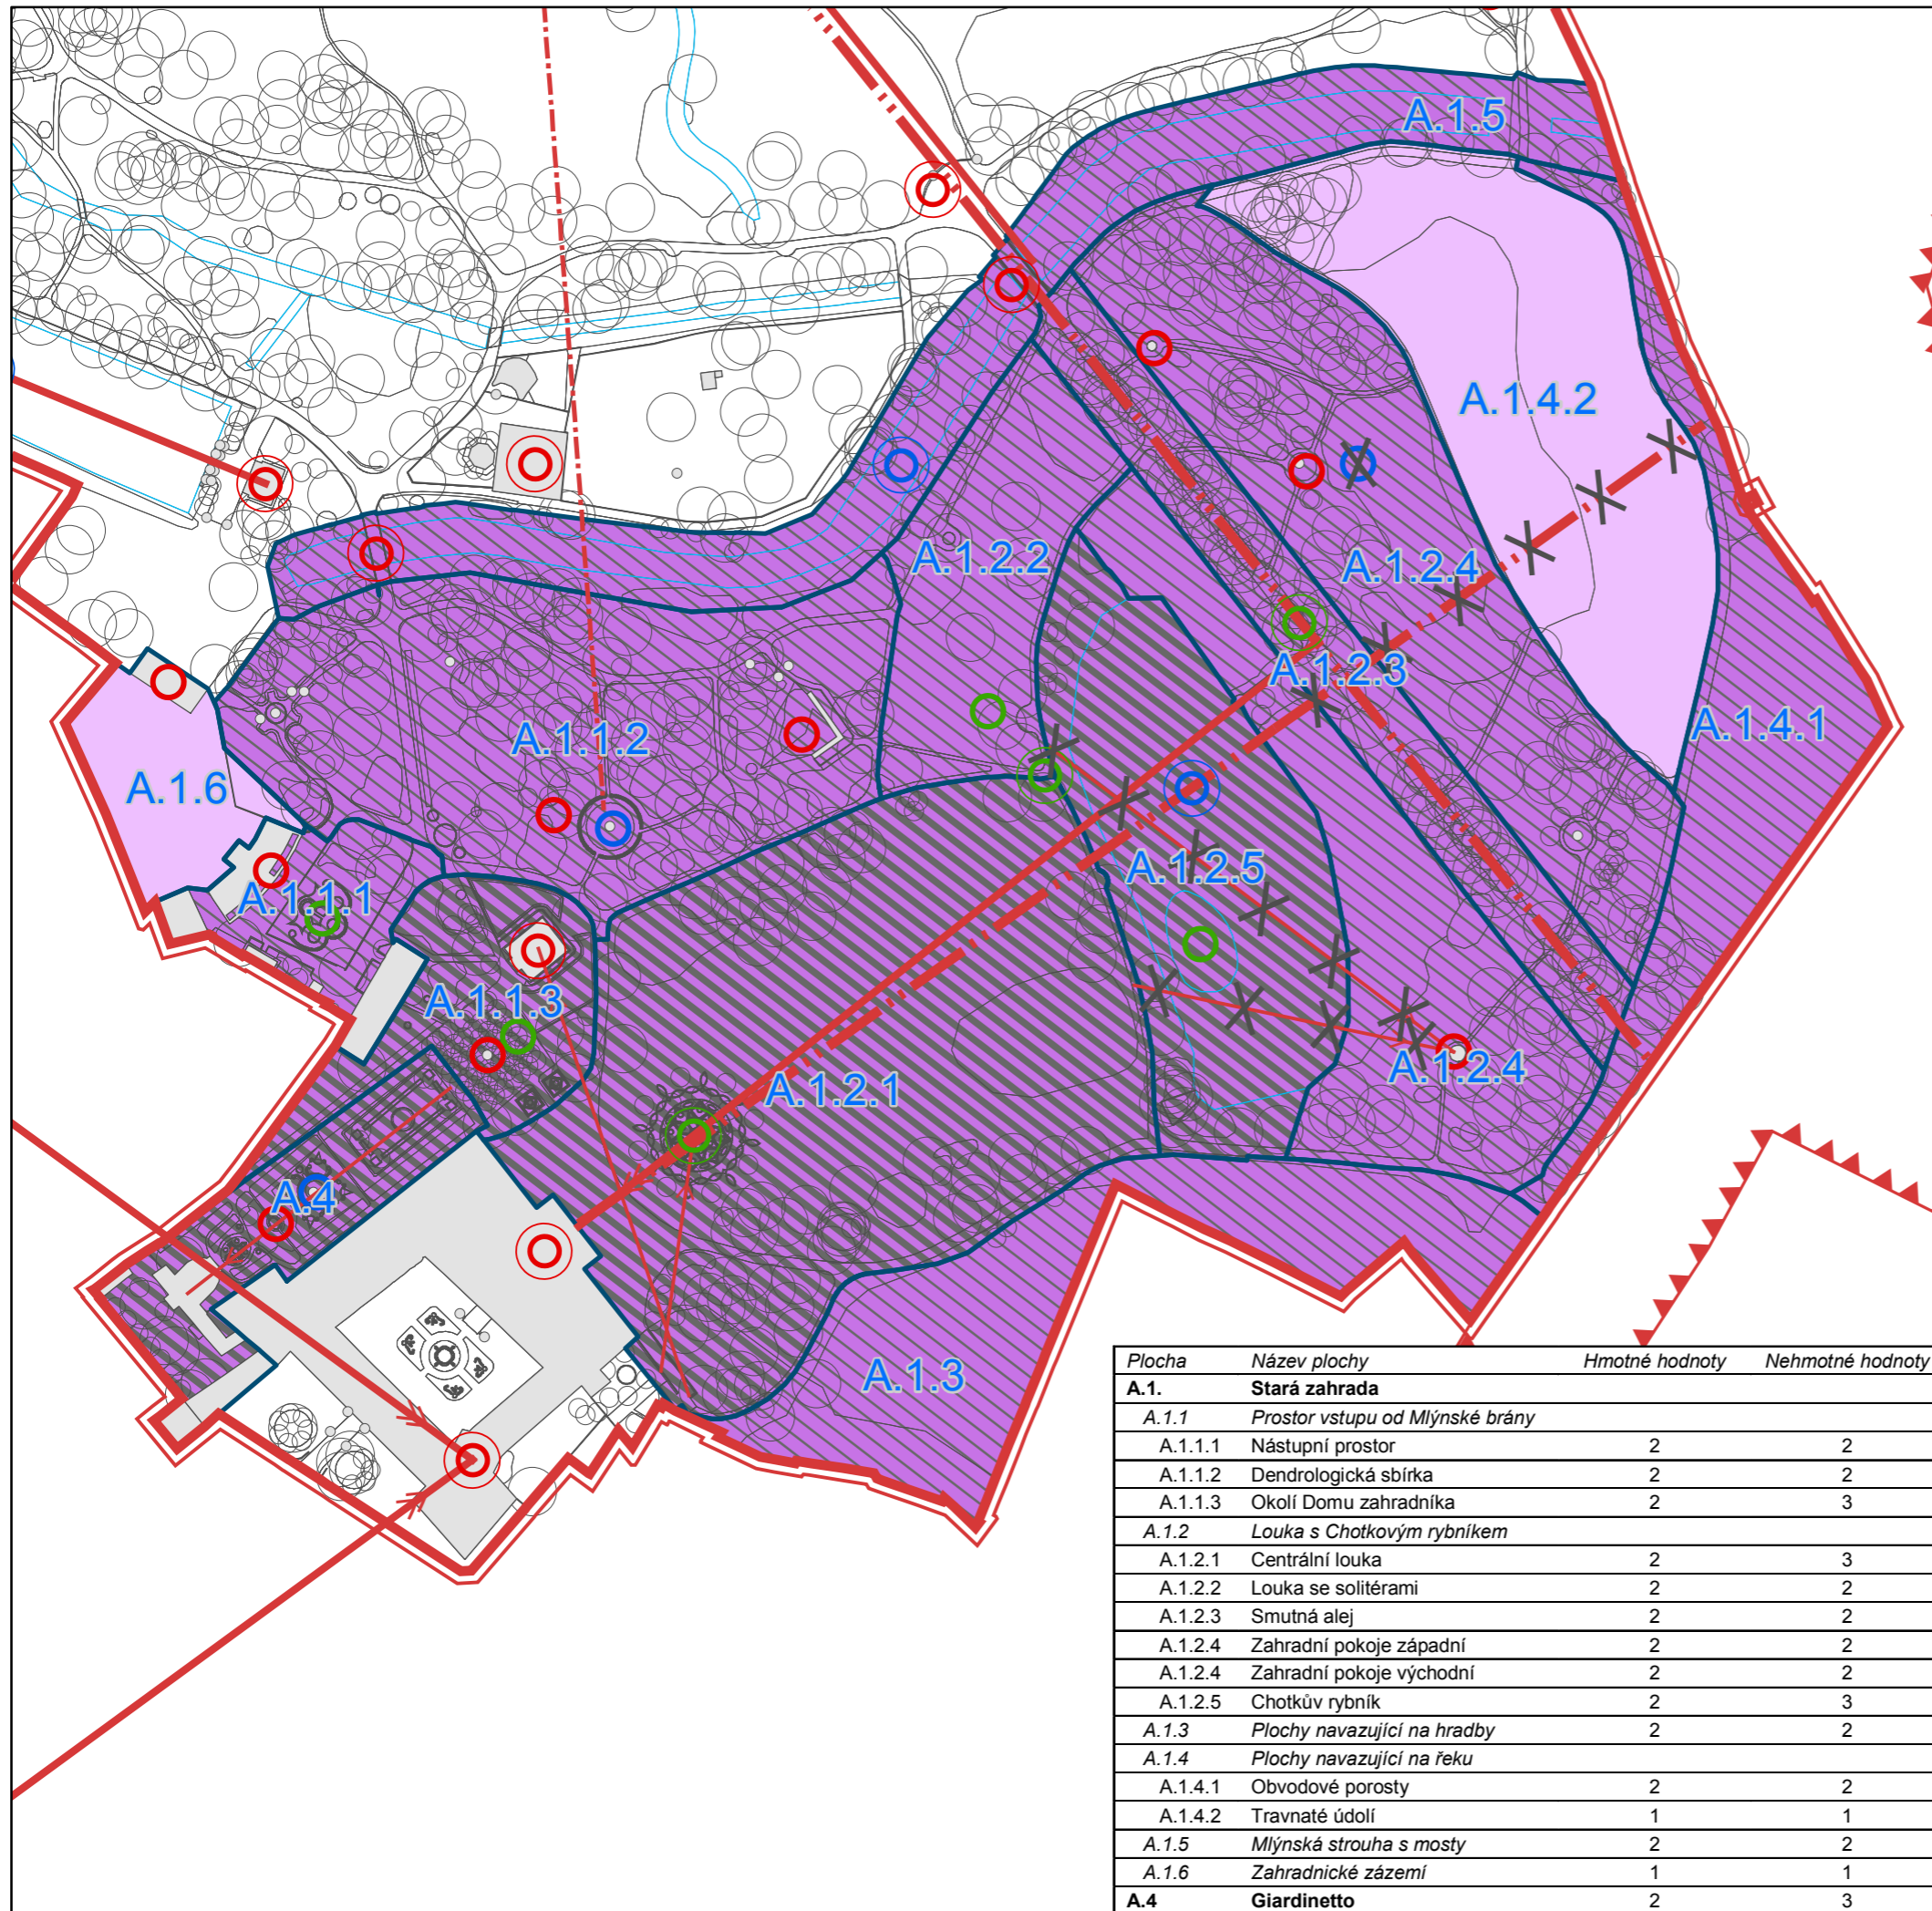 A.1.5
A.1.4.2
A.1.2.2
A.1.2.4
A.1.2.3
A.1.4.1
A.1.1.2
A.1.6
A.1.2.5
A.1.1.1
A.1.1.3
A.1.2.4
A.1.2.1
A.4
A.1.3
Plocha Název plochy Hmotné hodnoty Nehmotné hodnoty
A.1. Stará zahrada
A.1.1 Prostor vstupu od Mlýnské brány
A.1.1.1 Nástupní prostor 2 2
A.1.1.2 Dendrologická sbírka 2 2
A.1.1.3 Okolí Domu zahradníka 2 3
A.1.2 Louka s Chotkovým rybníkem
A.1.2.1 Centrální louka 2 3
A.1.2.2 Louka se solitérami 2 2
A.1.2.3 Smutná alej 2 2
A.1.2.4 Zahradní pokoje západní 2 2
A.1.2.4 Zahradní pokoje východní 2 2
A.1.2.5 Chotkův rybník 2 3
A.1.3 Plochy navazující na hradby 2 2
A.1.4 Plochy navazující na řeku
A.1.4.1 Obvodové porosty 2 2
A.1.4.2 Travnaté údolí 1 1
A.1.5 Mlýnská strouha s mosty 2 2
A.1.6 Zahradnické zázemí 1 1
A.4 Giardinetto 2 3